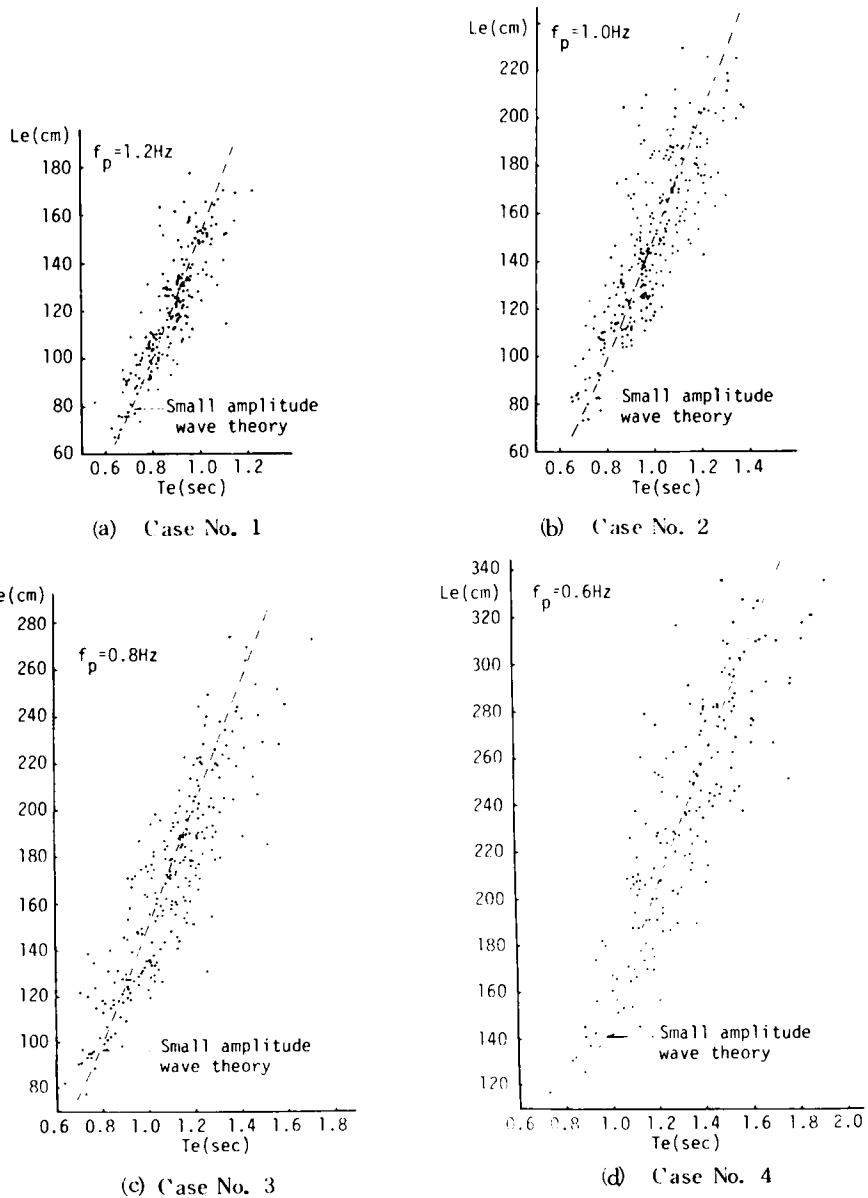 Le(cm)
f_p=1.2Hz
180
160
140
120
100
80
60
Small amplitude
wave theory
0.6 0.8 1.0 1.2
Te(sec)
(a) Case No. 1
Le(cm)
f_p=1.0Hz
220
200
180
160
140
120
100
80
60
Small amplitude
wave theory
0.6 0.8 1.0 1.2 1.4
Te(sec)
(b) Case No. 2
e(cm)
f_p=0.8Hz
280
260
240
220
200
180
160
140
120
100
80
Small amplitude
wave theory
0.6 0.8 1.0 1.2 1.4 1.6 1.8
Te(sec)
(c) Case No. 3
340
Le(cm)
f_p=0.6Hz
320
300
280
260
240
220
200
180
160
140
120
Small amplitude
wave theory
0.6 0.8 1.0 1.2 1.4 1.6 1.8 2.0
Te(sec)
(d) Case No. 4